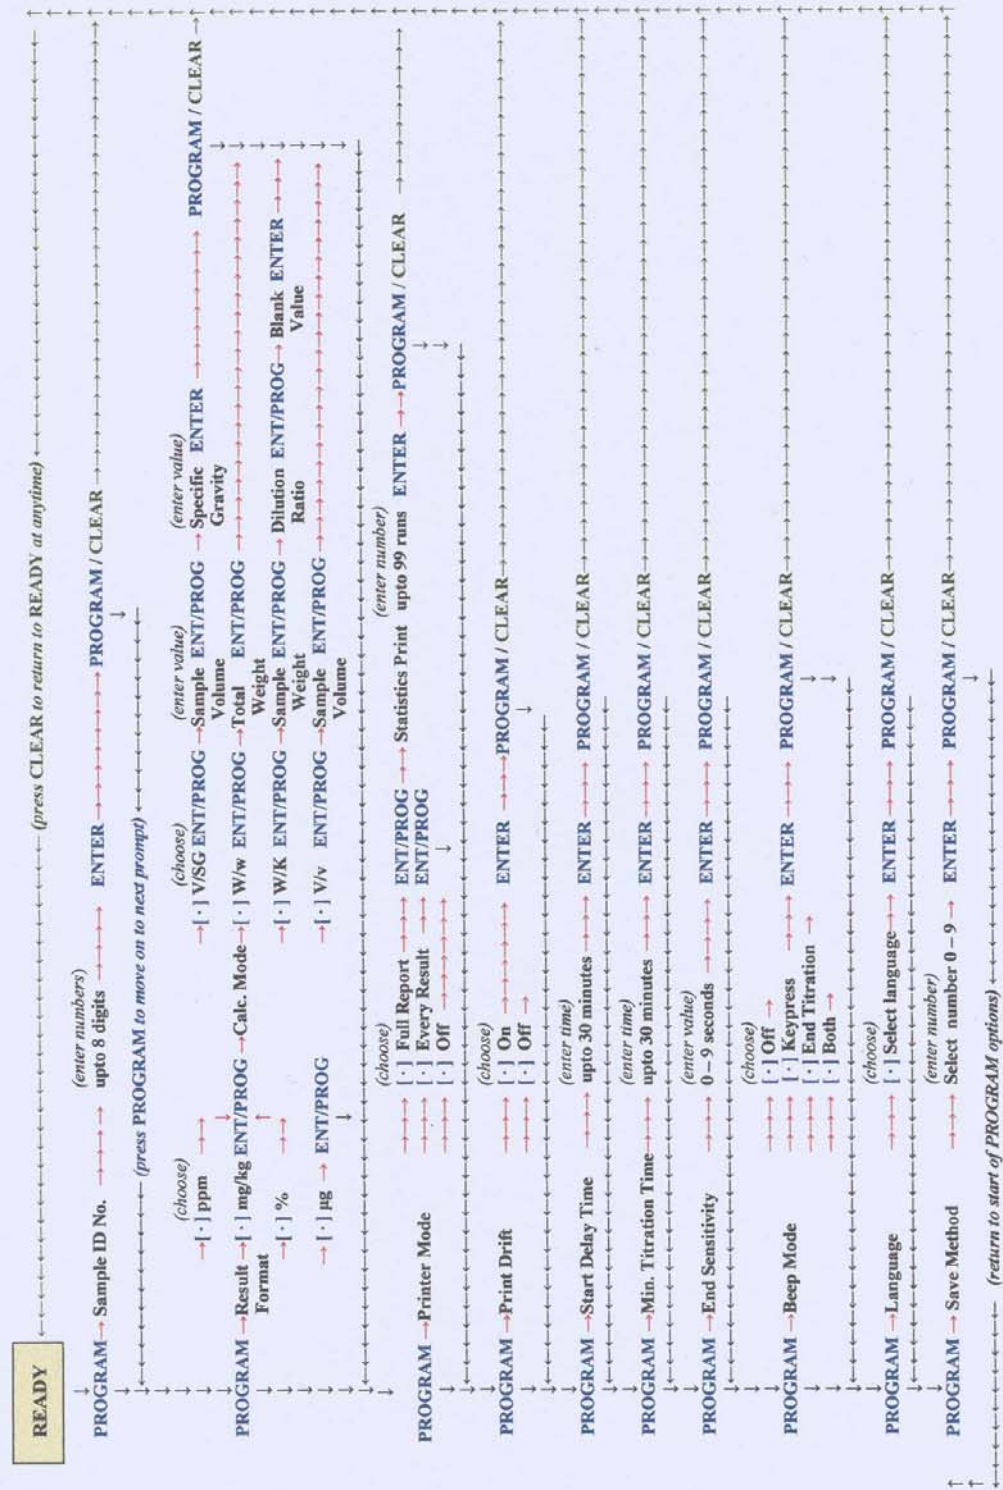 READY
(press CLEAR to return to READY at anytime)
(enter numbers)
PROGRAM Sample ID No. upto 8 digits ENTER PROGRAM / CLEAR
(press PROGRAM to move on to next prompt)
(choose) (choose) (enter value) (enter value)
[·] ppm [·] V/SG ENT/PROG Sample ENT/PROG Specific ENTER PROGRAM / CLEAR
Volume Gravity
PROGRAM Result [·] mg/kg ENT/PROG Calc. Mode [·] W/w ENT/PROG Total ENT/PROG
Format Weight
[·] % [·] W/K ENT/PROG Sample ENT/PROG Dilution ENT/PROG Blank ENTER
Weight Ratio Value
[·] µg ENT/PROG [·] V/v ENT/PROG Sample ENT/PROG
Volume
(choose) (enter number)
PROGRAM Printer Mode [·] Full Report ENT/PROG Statistics Print upto 99 runs ENTER PROGRAM / CLEAR
[·] Every Result ENT/PROG
[·] Off
(choose)
PROGRAM Print Drift [·] On ENTER PROGRAM / CLEAR
[·] Off
(enter time)
PROGRAM Start Delay Time upto 30 minutes ENTER PROGRAM / CLEAR
(enter time)
PROGRAM Min. Titration Time upto 30 minutes ENTER PROGRAM / CLEAR
(enter value)
PROGRAM End Sensitivity 0 – 9 seconds ENTER PROGRAM / CLEAR
(choose)
[·] Off
PROGRAM Beep Mode [·] Keypress ENTER PROGRAM / CLEAR
[·] End Titration
[·] Both
(choose)
PROGRAM Language [·] Select language ENTER PROGRAM / CLEAR
(enter number)
PROGRAM Save Method Select number 0 – 9 ENTER PROGRAM / CLEAR
(return to start of PROGRAM options)